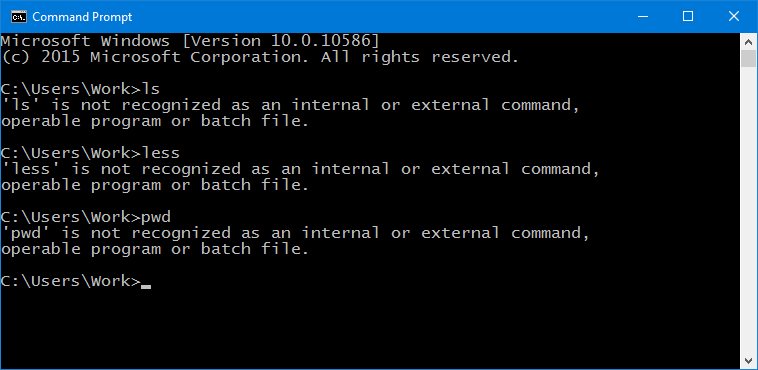 Command Prompt
Microsoft Windows [Version 10.0.10586]
(c) 2015 Microsoft Corporation. All rights reserved.
C:\Users\Work>ls
'ls' is not recognized as an internal or external command,
operable program or batch file.
C:\Users\Work>less
'less' is not recognized as an internal or external command,
operable program or batch file.
C:\Users\Work>pwd
'pwd' is not recognized as an internal or external command,
operable program or batch file.
C:\Users\Work>